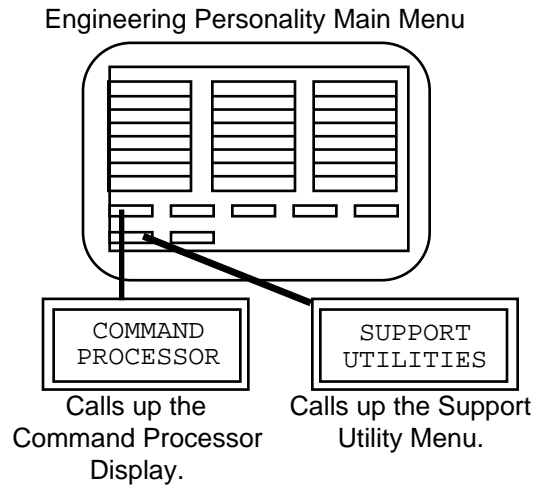 Engineering Personality Main Menu
COMMAND
PROCESSOR
Calls up the
Command Processor
Display.
SUPPORT
UTILITIES
Calls up the Support
Utility Menu.